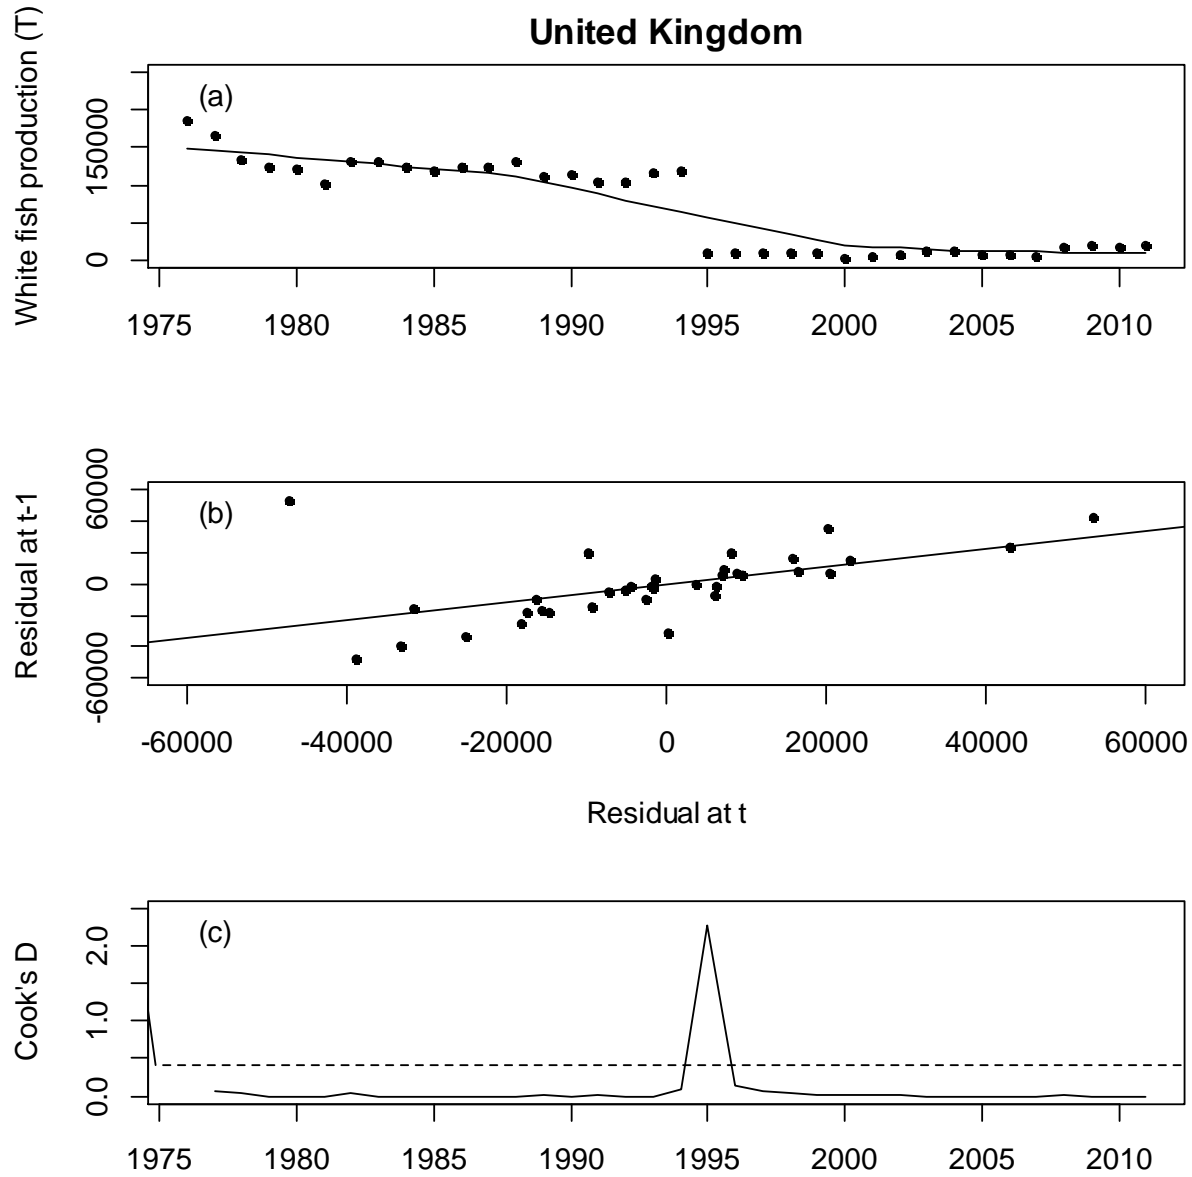 United Kingdom
White fish production (T)
(a)
150000
0
1975 1980 1985 1990 1995 2000 2005 2010
Residual at t-1
(b)
60000
0
-60000
-60000 -40000 -20000 0 20000 40000 60000
Residual at t
Cook's D
(c)
2.0
1.0
0.0
1975 1980 1985 1990 1995 2000 2005 2010